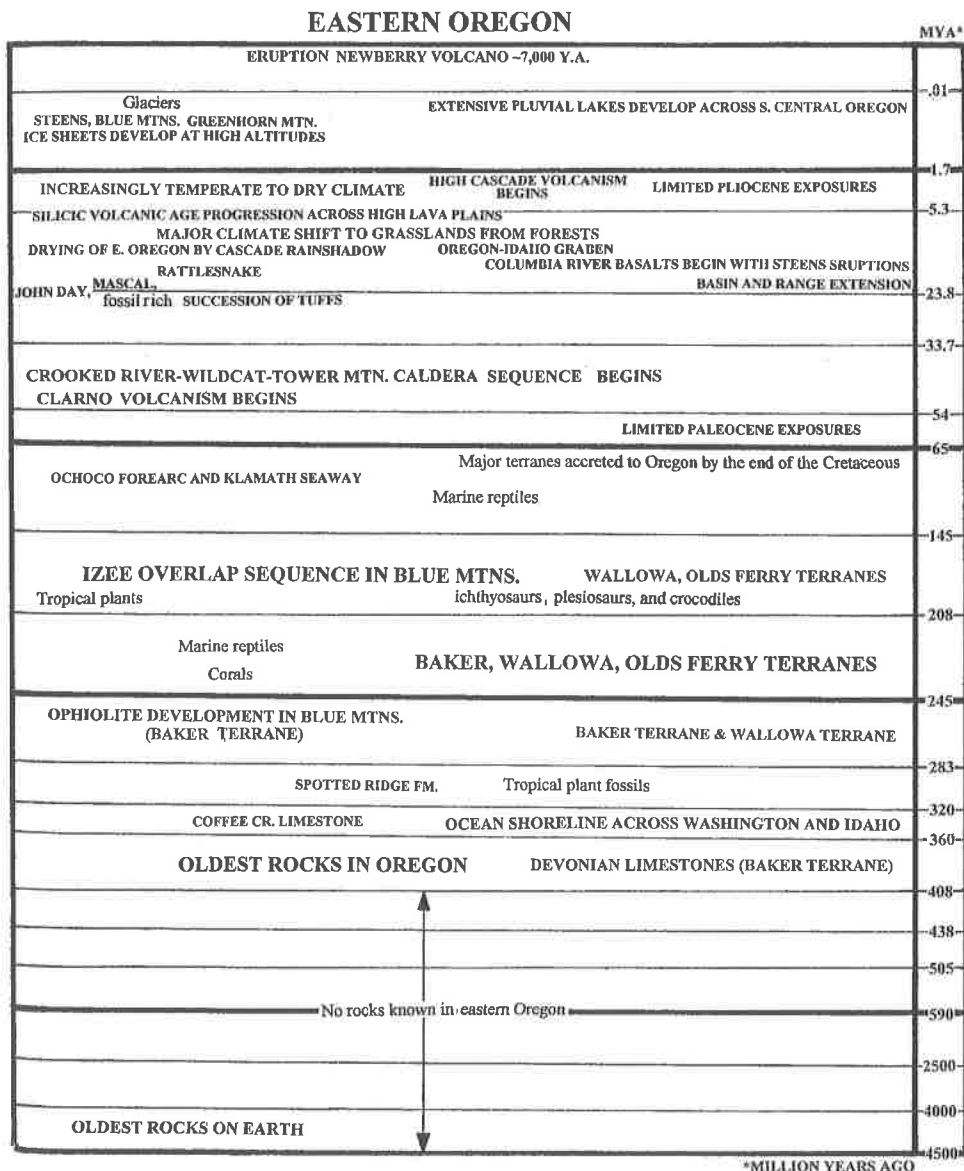 EASTERN OREGON
MYA*
ERUPTION NEWBERRY VOLCANO ~7,000 Y.A.
.01
Glaciers
EXTENSIVE PLUVIAL LAKES DEVELOP ACROSS S. CENTRAL OREGON
STEENS, BLUE MTNS. GREENHORN MTN.
ICE SHEETS DEVELOP AT HIGH ALTITUDES
1.7
INCREASINGLY TEMPERATE TO DRY CLIMATE
HIGH CASCADE VOLCANISM
BEGINS
LIMITED PLIOCENE EXPOSURES
5.3
SILICIC VOLCANIC AGE PROGRESSION ACROSS HIGH LAVA PLAINS
MAJOR CLIMATE SHIFT TO GRASSLANDS FROM FORESTS
DRYING OF E. OREGON BY CASCADE RAINSHADOW
OREGON-IDAHO GRABEN
COLUMBIA RIVER BASALTS BEGIN WITH STEENS SRUPTIONS
RATTLESNAKE
BASIN AND RANGE EXTENSION
JOHN DAY, MASCAL,
fossil rich SUCCESSION OF TUFFS
23.8
33.7
CROOKED RIVER-WILDCAT-TOWER MTN. CALDERA SEQUENCE BEGINS
CLARNO VOLCANISM BEGINS
54
LIMITED PALEOCENE EXPOSURES
65
Major terranes accreted to Oregon by the end of the Cretaceous
OCHOCO FOREARC AND KLAMATH SEAWAY
Marine reptiles
145
IZEE OVERLAP SEQUENCE IN BLUE MTNS.
WALLOWA, OLDS FERRY TERRANES
Tropical plants
ichthyosaurs, plesiosaurs, and crocodiles
208
Marine reptiles
Corals
BAKER, WALLOWA, OLDS FERRY TERRANES
245
OPHIOLITE DEVELOPMENT IN BLUE MTNS.
(BAKER TERRANE)
BAKER TERRANE & WALLOWA TERRANE
283
SPOTTED RIDGE FM.
Tropical plant fossils
320
COFFEE CR. LIMESTONE
OCEAN SHORELINE ACROSS WASHINGTON AND IDAHO
360
OLDEST ROCKS IN OREGON
DEVONIAN LIMESTONES (BAKER TERRANE)
408
438
505
No rocks known in eastern Oregon
590
2500
4000
OLDEST ROCKS ON EARTH
4500
*MILLION YEARS AGO